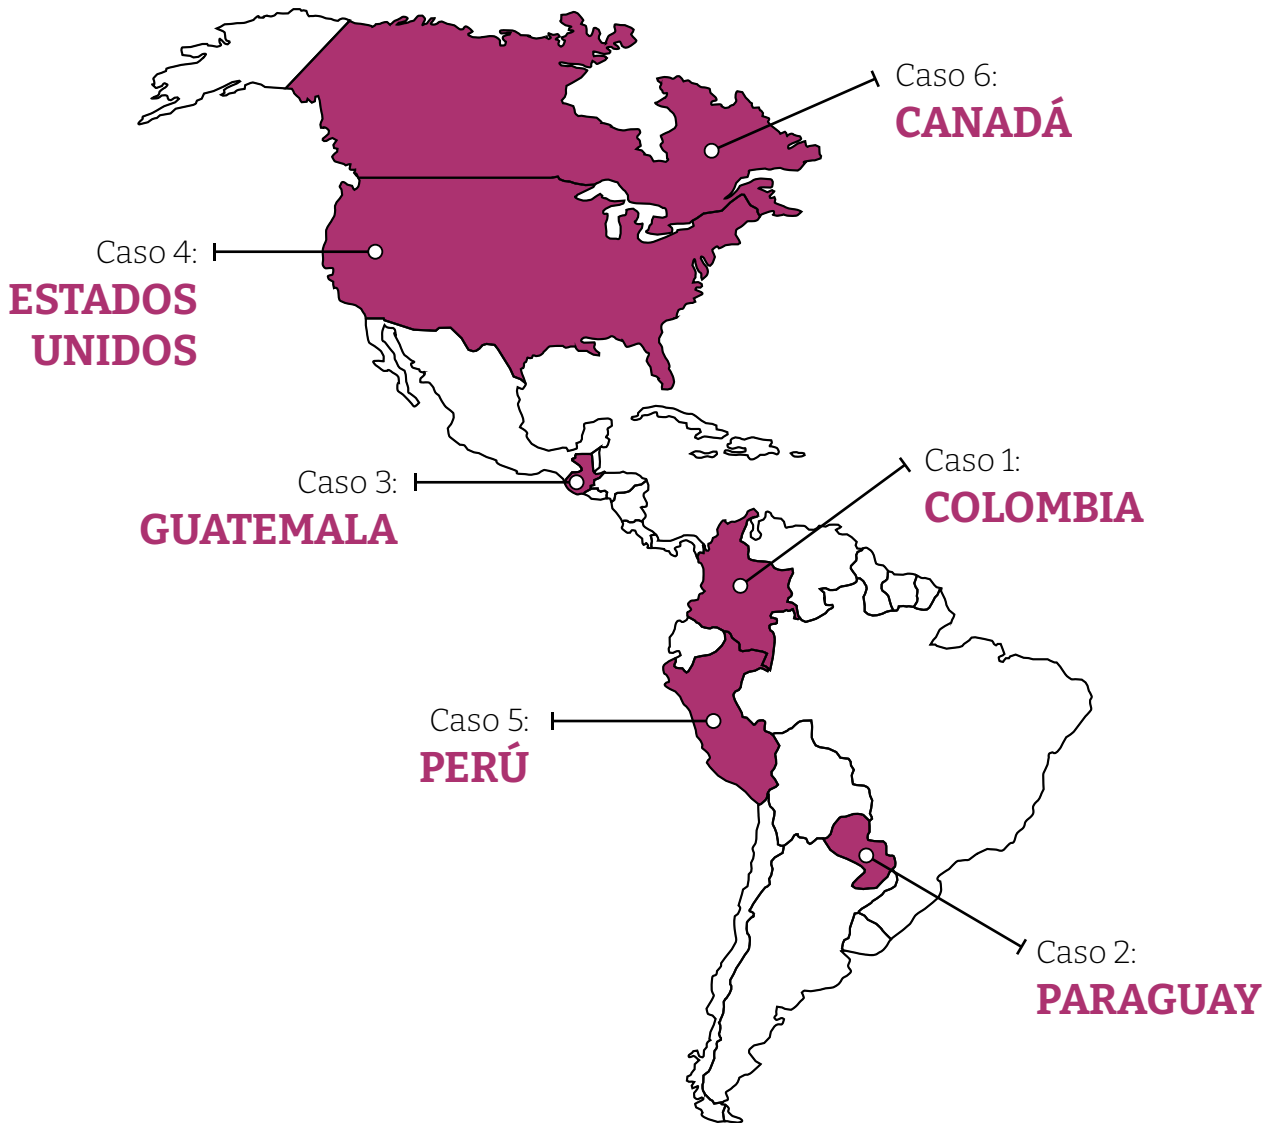 Caso 6:
CANADÁ
Caso 4:
ESTADOS
UNIDOS
Caso 1:
COLOMBIA
Caso 3:
GUATEMALA
Caso 5:
PERÚ
Caso 2:
PARAGUAY